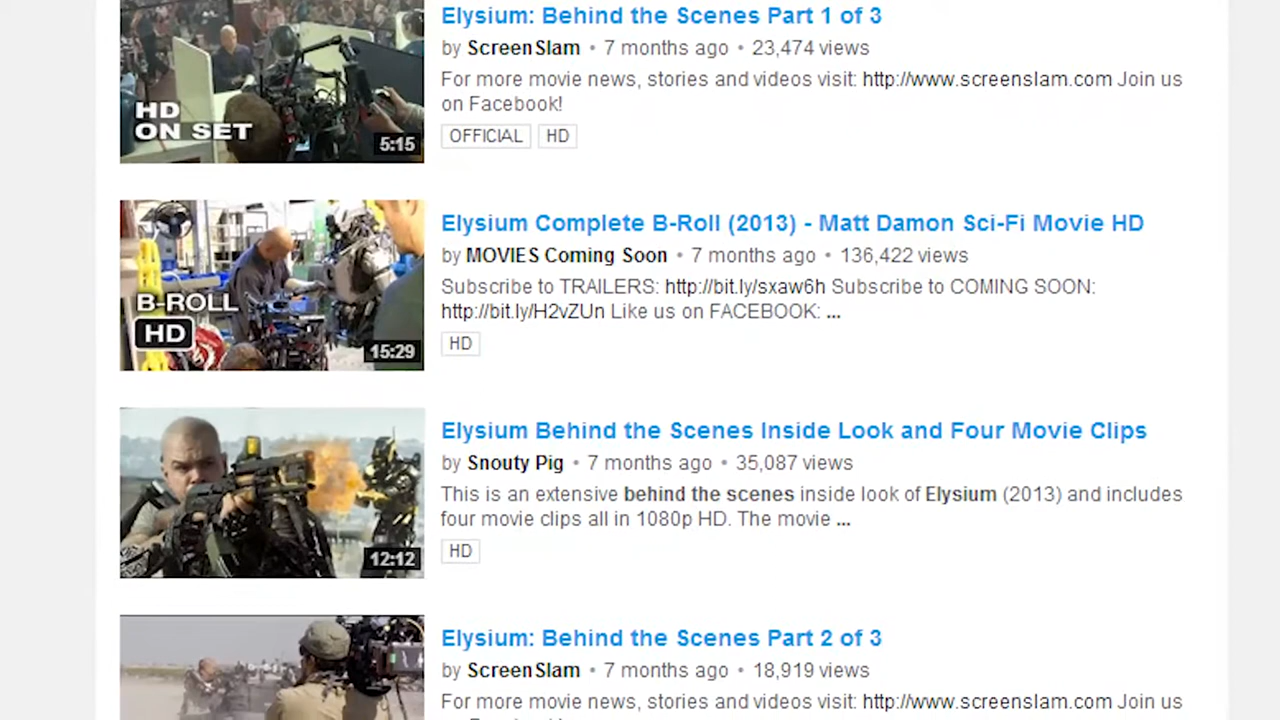 Elysium: Behind the Scenes Part 1 of 3
by ScreenSlam • 7 months ago • 23,474 views
For more movie news, stories and videos visit: http://www.screenslam.com Join us
on Facebook!
HD
ON SET
5:15
OFFICIAL HD
Elysium Complete B-Roll (2013) - Matt Damon Sci-Fi Movie HD
by MOVIES Coming Soon • 7 months ago • 136,422 views
Subscribe to TRAILERS: http://bit.ly/sxaw6h Subscribe to COMING SOON:
http://bit.ly/H2vZUn Like us on FACEBOOK: ...
B-ROLL
HD
15:29
HD
Elysium Behind the Scenes Inside Look and Four Movie Clips
by Snouty Pig • 7 months ago • 35,087 views
This is an extensive behind the scenes inside look of Elysium (2013) and includes
four movie clips all in 1080p HD. The movie ...
12:12
HD
Elysium: Behind the Scenes Part 2 of 3
by ScreenSlam • 7 months ago • 18,919 views
For more movie news, stories and videos visit: http://www.screenslam.com Join us